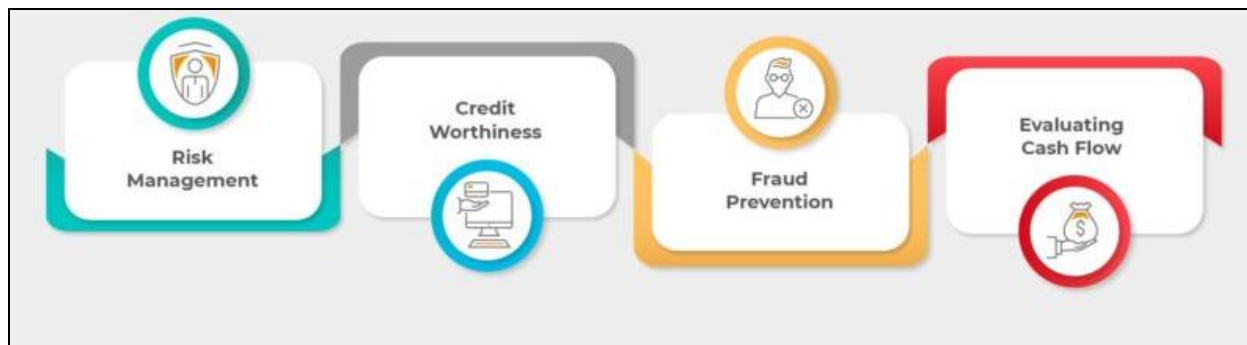 Risk
Management
Credit
Worthiness
Fraud
Prevention
Evaluating
Cash Flow
$